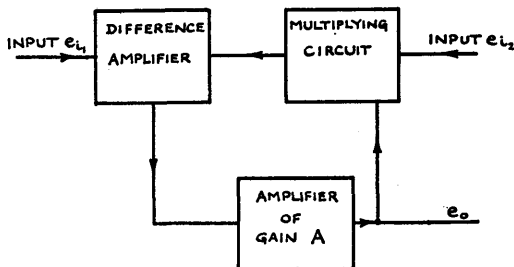 DIFFERENCE
AMPLIFIER
MULTIPLYING
CIRCUIT
INPUT ei₁
INPUT ei₂
AMPLIFIER
OF
GAIN A
eo